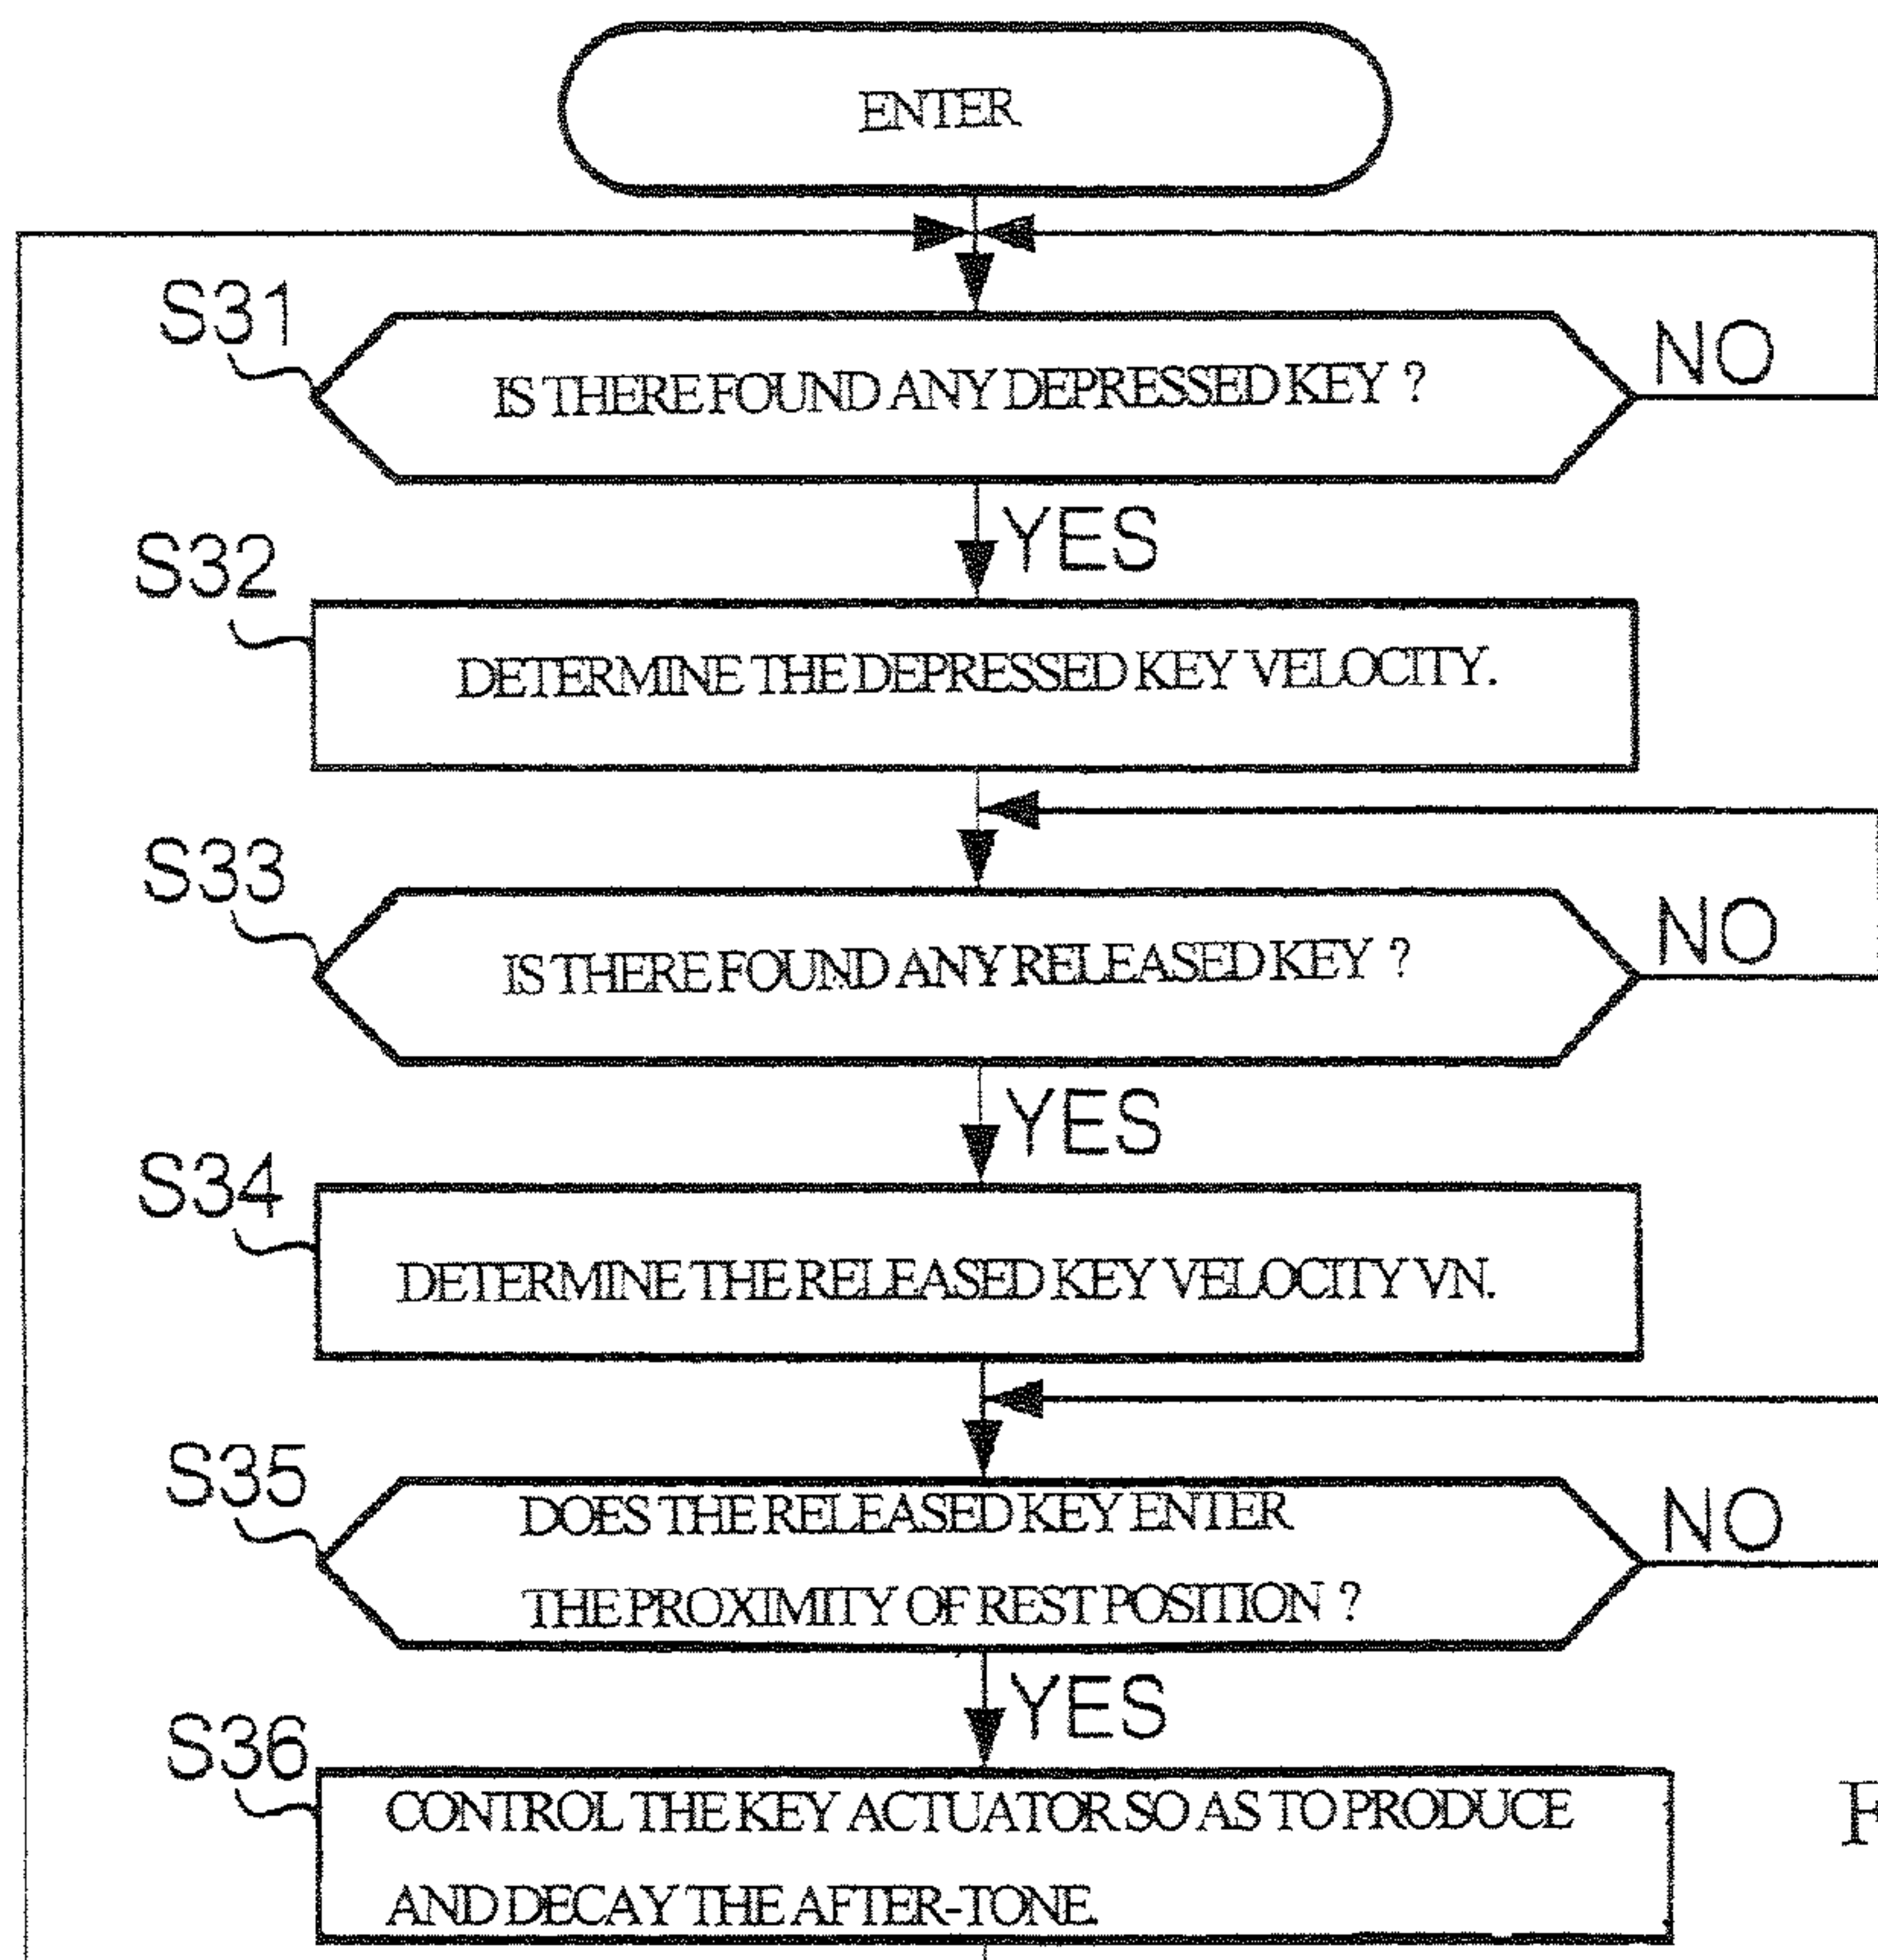 ENTER
S31
IS THERE FOUND ANY DEPRESSED KEY ?
NO
YES
S32
DETERMINE THE DEPRESSED KEY VELOCITY.
S33
IS THERE FOUND ANY RELEASED KEY ?
NO
YES
S34
DETERMINE THE RELEASED KEY VELOCITY VN.
S35
DOES THE RELEASED KEY ENTER
THE PROXIMITY OF REST POSITION ?
NO
YES
S36
CONTROL THE KEY ACTUATOR SO AS TO PRODUCE
AND DECAY THE AFTER-TONE.